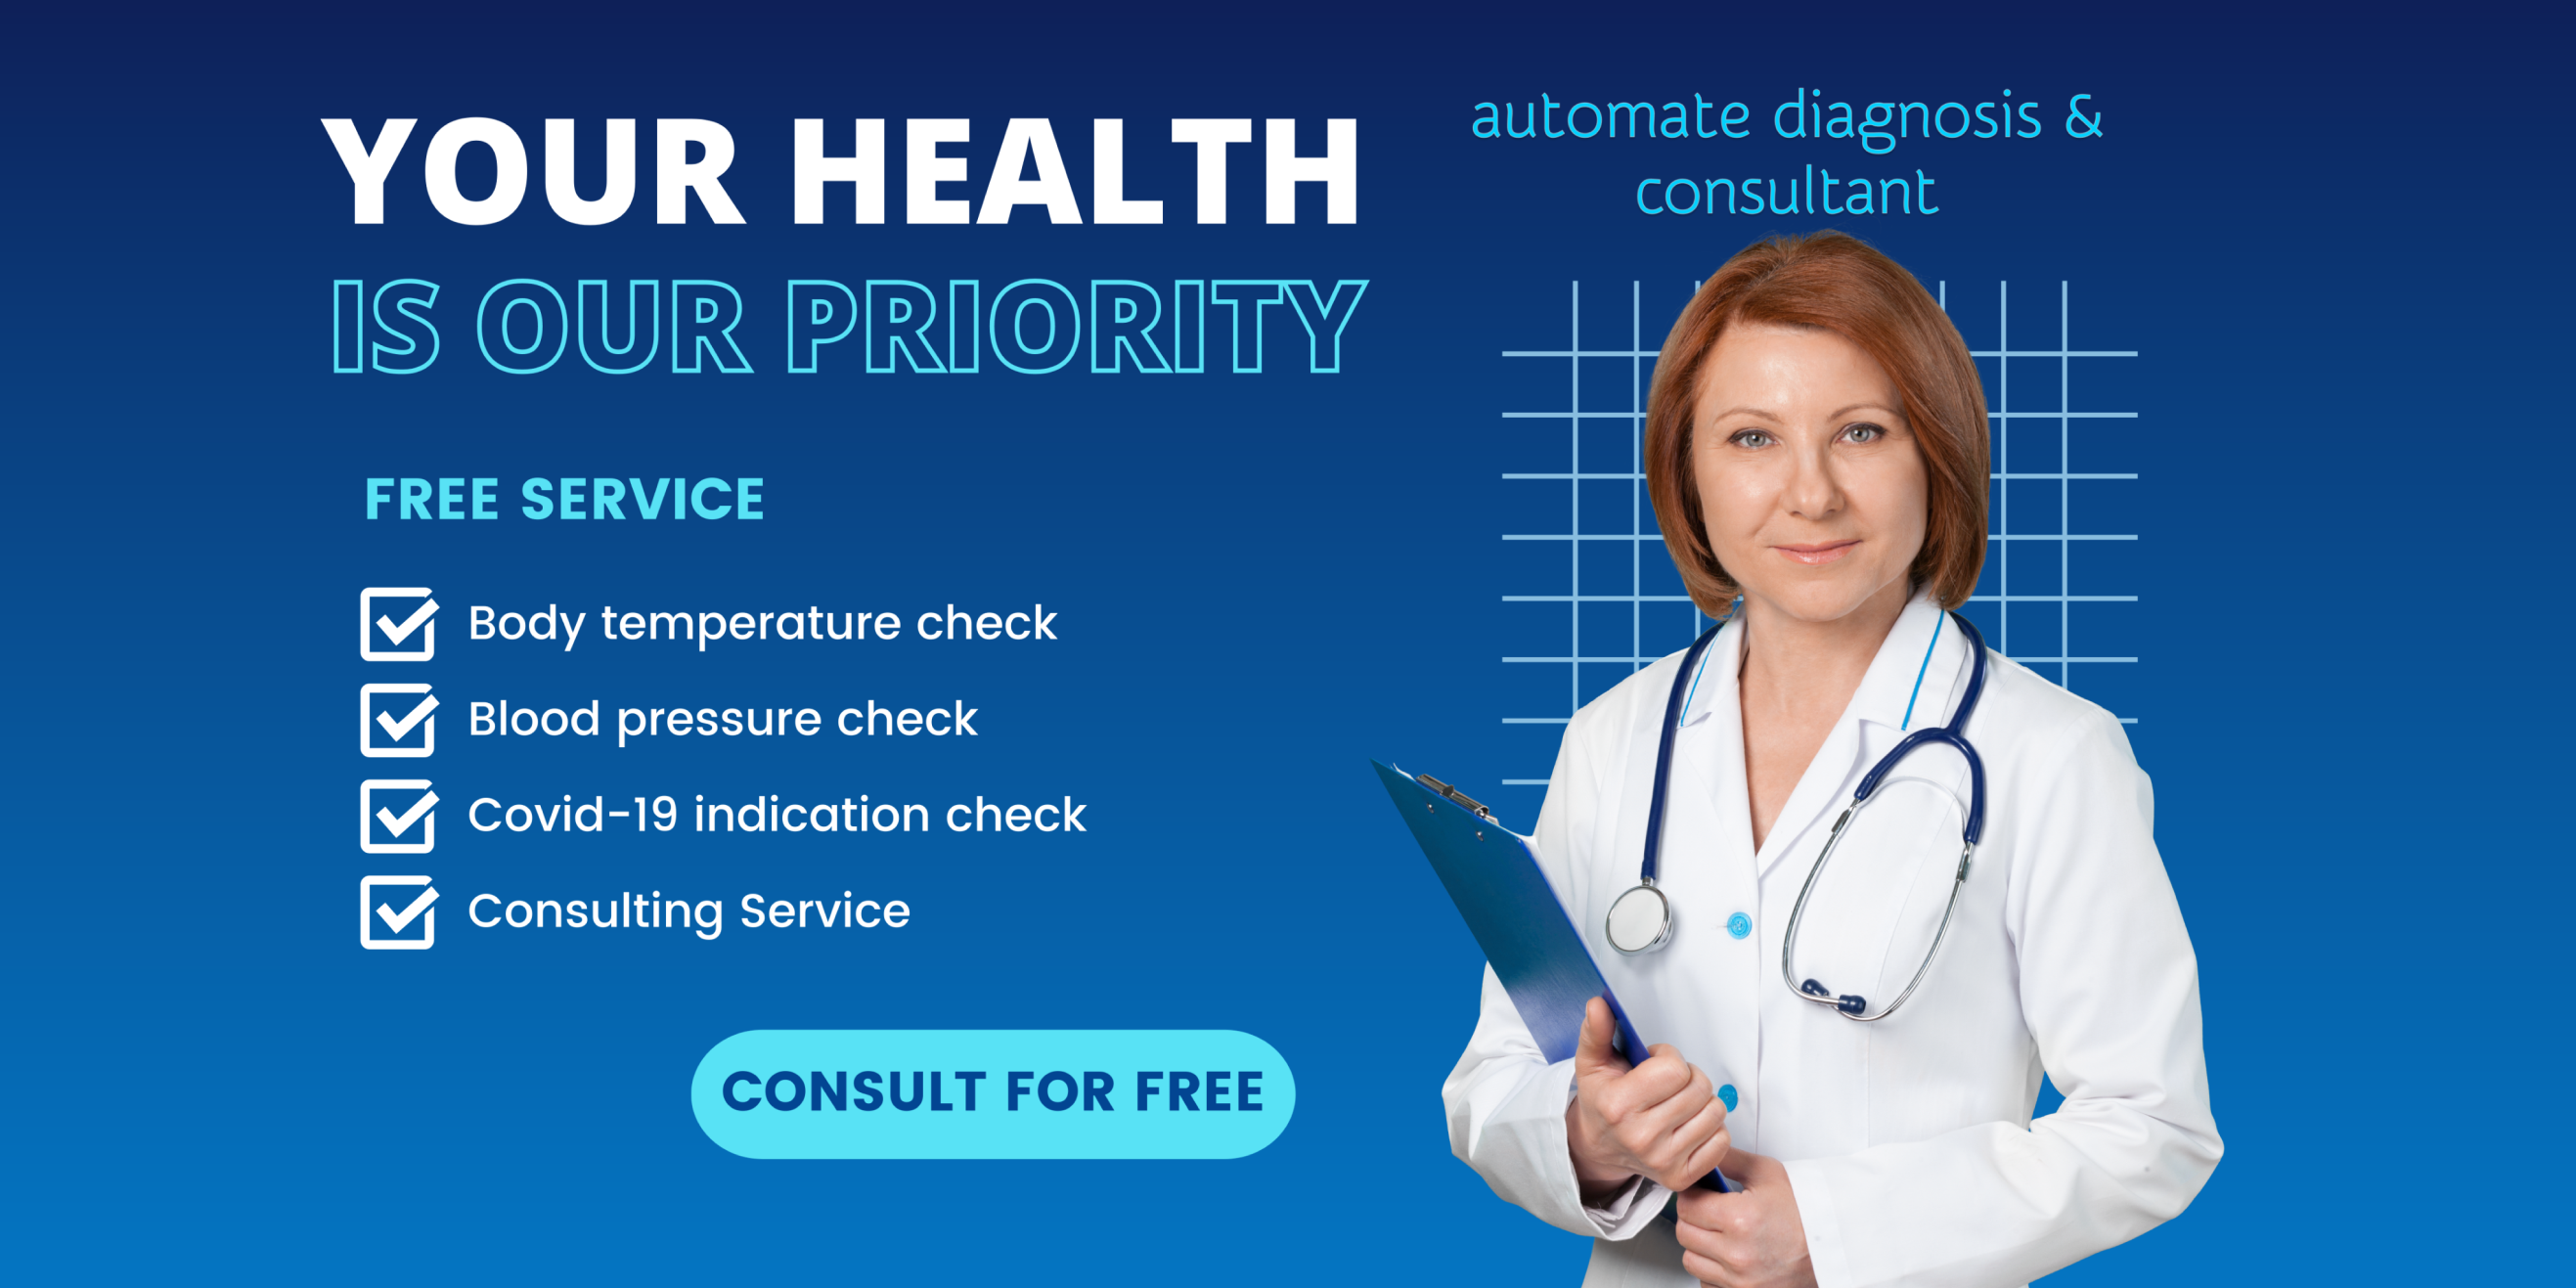 YOUR HEALTH
IS OUR PRIORITY
automate diagnosis &
consultant
FREE SERVICE
Body temperature check
Blood pressure check
Covid-19 indication check
Consulting Service
CONSULT FOR FREE